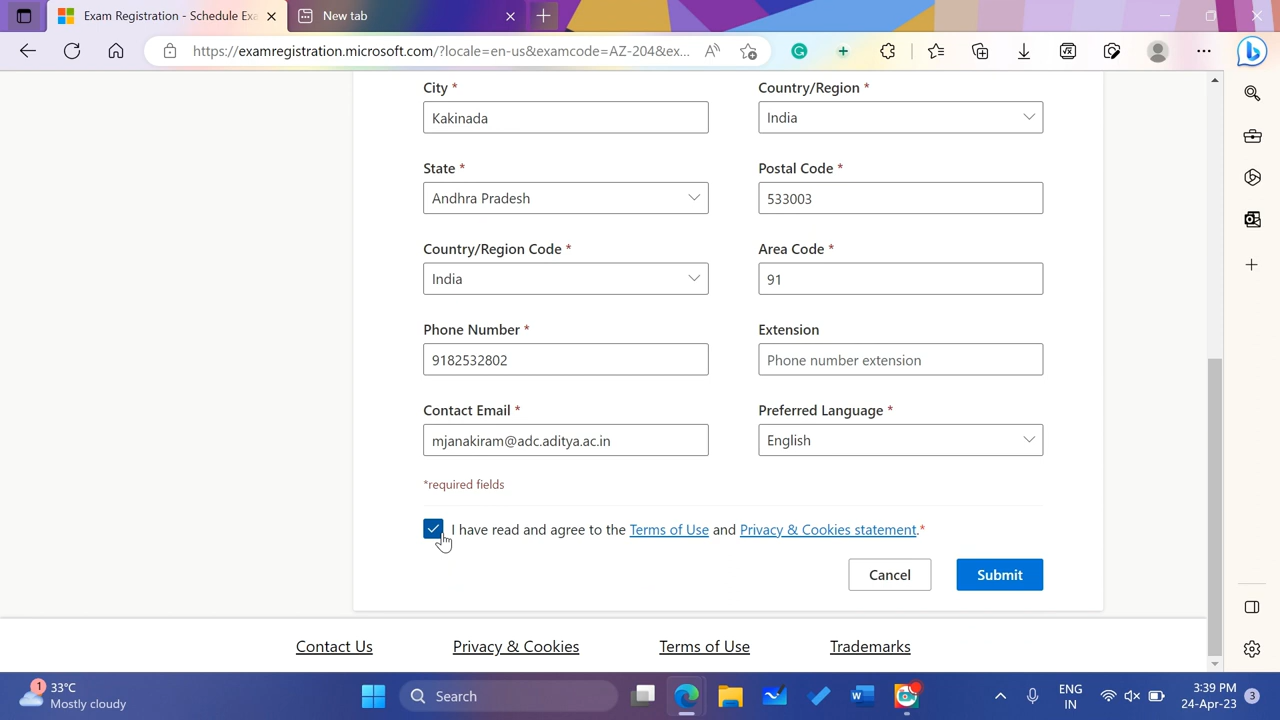 Exam Registration - Schedule Exa
New tab
https://examregistration.microsoft.com/?locale=en-us&examcode=AZ-204&ex...
City *
Country/Region *
Kakinada
India
State *
Postal Code *
Andhra Pradesh
533003
Country/Region Code *
Area Code *
India
91
Phone Number *
Extension
9182532802
Phone number extension
Contact Email *
Preferred Language *
mjanakiram@adc.aditya.ac.in
English
*required fields
I have read and agree to the Terms of Use and Privacy & Cookies statement.*
Cancel
Submit
Contact Us
Privacy & Cookies
Terms of Use
Trademarks
1
33°C
Mostly cloudy
Search
ENG
IN
3:39 PM
24-Apr-23
3